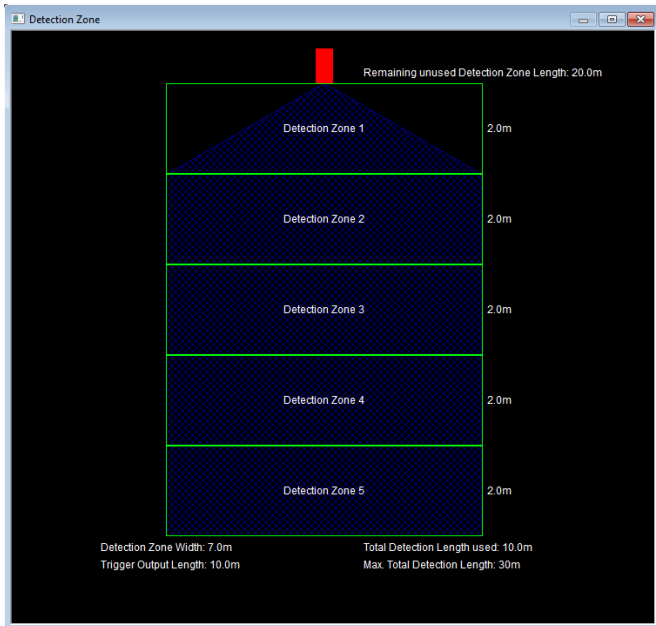 Detection Zone
Remaining unused Detection Zone Length: 20.0m
Detection Zone 1
2.0m
Detection Zone 2
2.0m
Detection Zone 3
2.0m
Detection Zone 4
2.0m
Detection Zone 5
2.0m
Detection Zone Width: 7.0m
Total Detection Length used: 10.0m
Trigger Output Length: 10.0m
Max. Total Detection Length: 30m